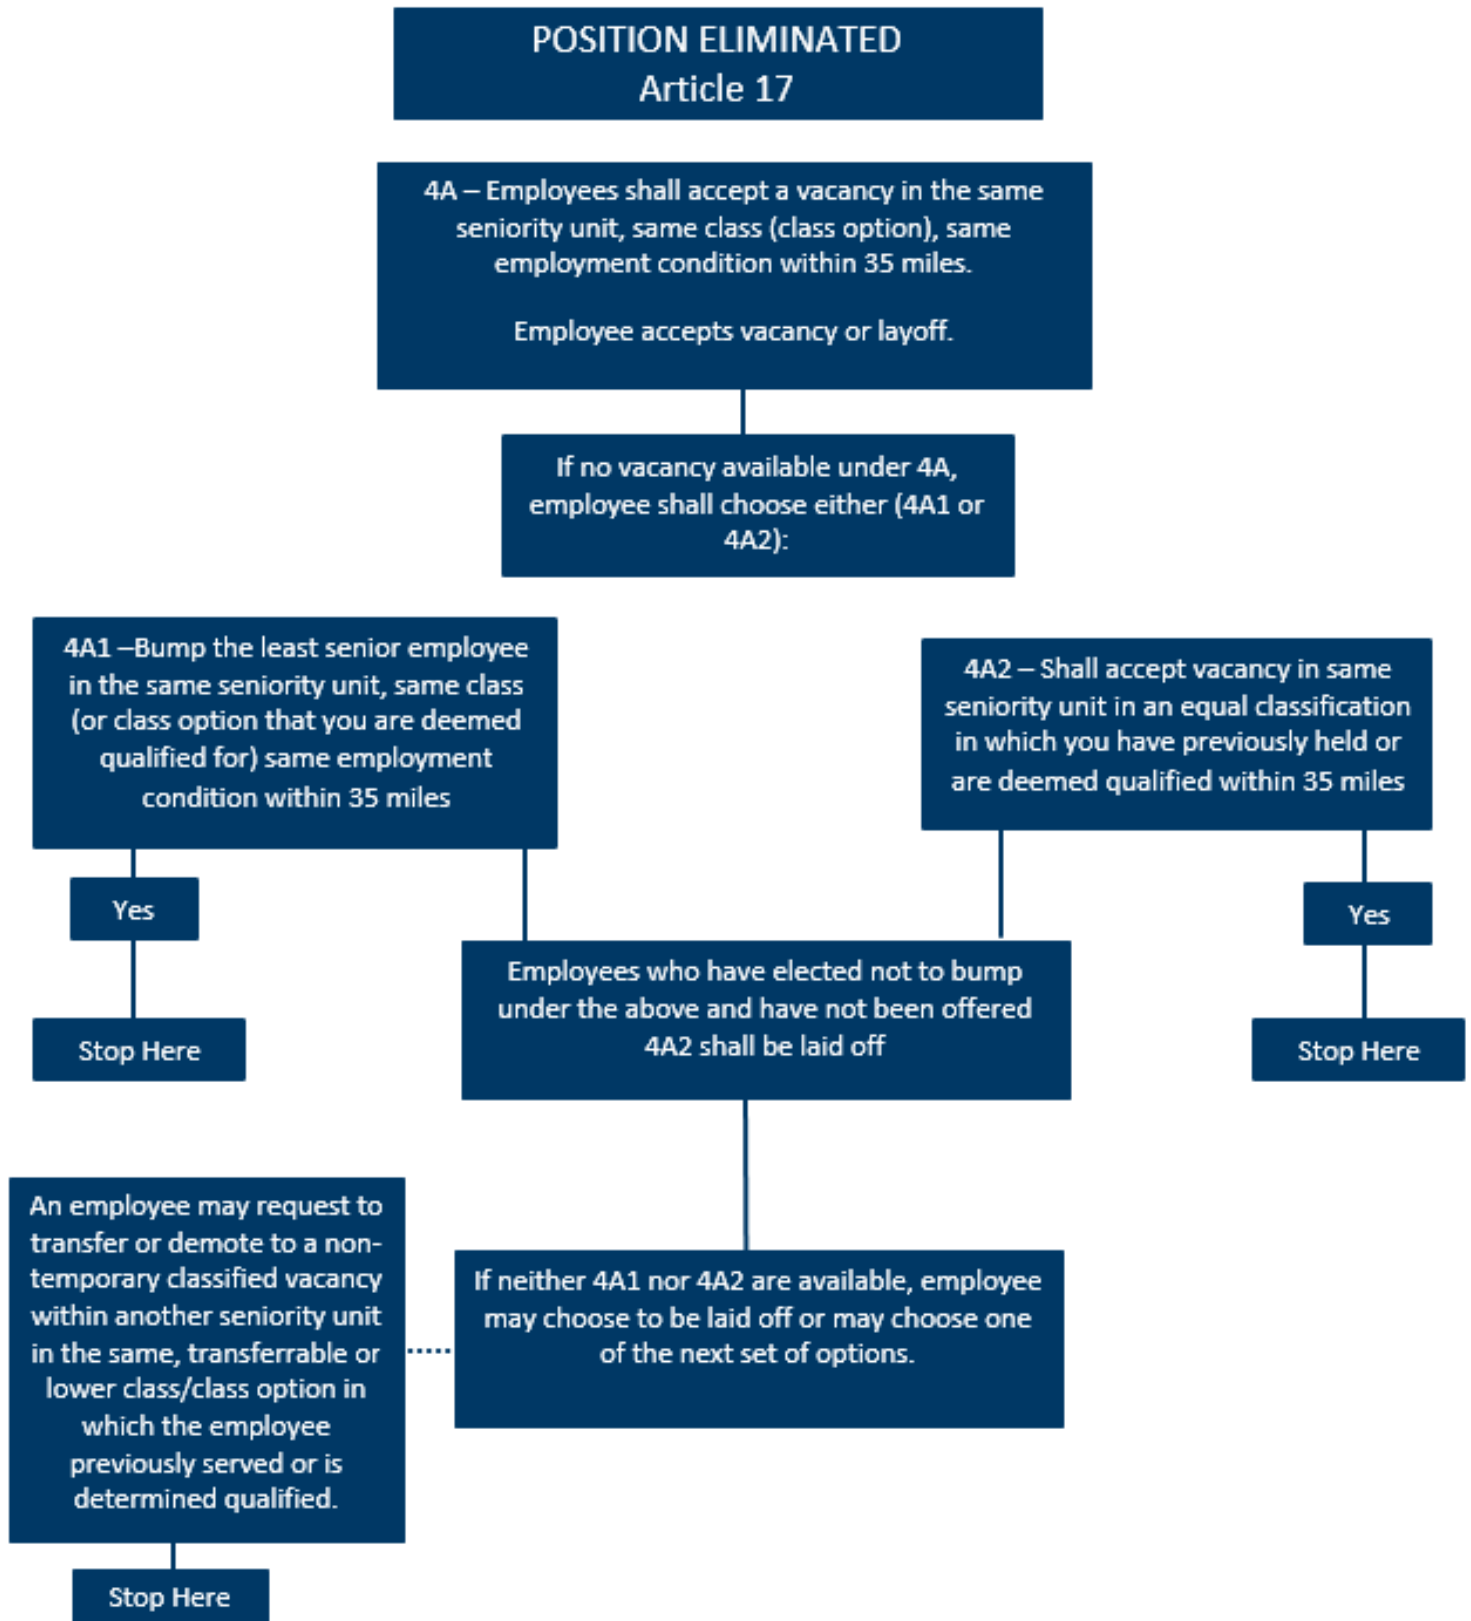 POSITION ELIMINATED
Article 17
4A – Employees shall accept a vacancy in the same
seniority unit, same class (class option), same
employment condition within 35 miles.
Employee accepts vacancy or layoff.
If no vacancy available under 4A,
employee shall choose either (4A1 or
4A2):
4A1 –Bump the least senior employee
in the same seniority unit, same class
(or class option that you are deemed
qualified for) same employment
condition within 35 miles
4A2 – Shall accept vacancy in same
seniority unit in an equal classification
in which you have previously held or
are deemed qualified within 35 miles
Yes
Yes
Employees who have elected not to bump
under the above and have not been offered
4A2 shall be laid off
Stop Here
Stop Here
An employee may request to
transfer or demote to a non-
temporary classified vacancy
within another seniority unit
in the same, transferrable or
lower class/class option in
which the employee
previously served or is
determined qualified.
If neither 4A1 nor 4A2 are available, employee
may choose to be laid off or may choose one
of the next set of options.
Stop Here